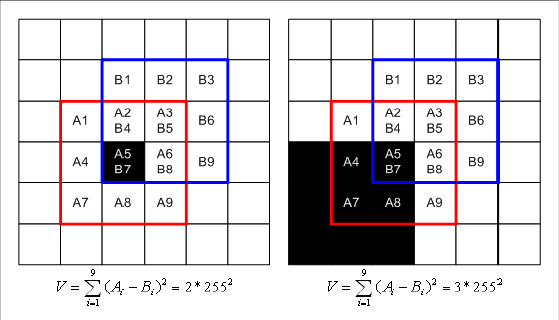 B1 B2 B3
A1 A2 A3 B6
B4 B5
A4 A5 A6 B9
B7 B8
A7 A8 A9
V = \sum_{i=1}^{9} (A_i - B_i)^2 = 2 * 255^2
B1 B2 B3
A1 A2 A3 B6
B4 B5
A4 A5 A6 B9
B7 B8
A7 A8 A9
V = \sum_{i=1}^{9} (A_i - B_i)^2 = 3 * 255^2